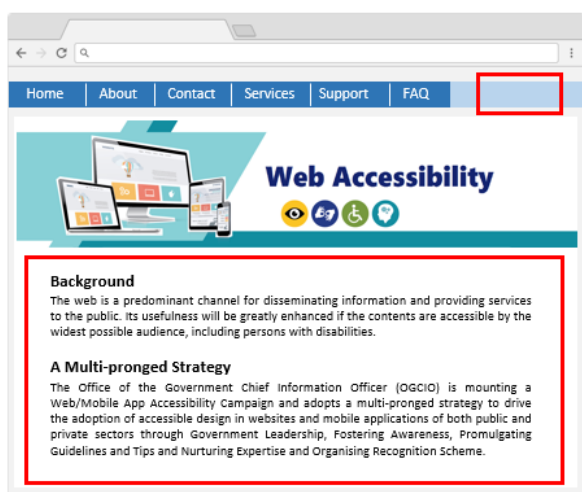 Home About Contact Services Support FAQ
Web Accessibility
Background
The web is a predominant channel for disseminating information and providing services
to the public. Its usefulness will be greatly enhanced if the contents are accessible by the
widest possible audience, including persons with disabilities.
A Multi-pronged Strategy
The Office of the Government Chief Information Officer (OGCIO) is mounting a
Web/Mobile App Accessibility Campaign and adopts a multi-pronged strategy to drive
the adoption of accessible design in websites and mobile applications of both public and
private sectors through Government Leadership, Fostering Awareness, Promulgating
Guidelines and Tips and Nurturing Expertise and Organising Recognition Scheme.